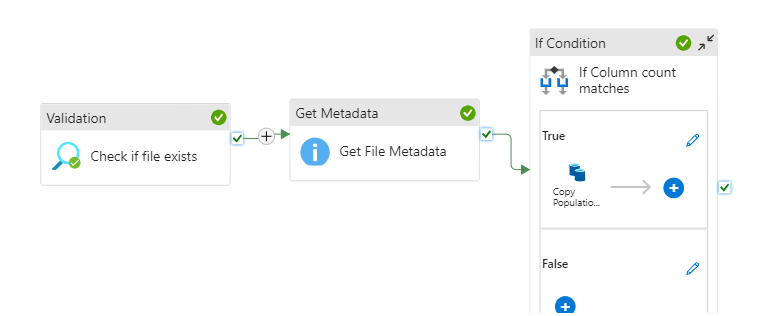 If Condition
If Column count
matches
Validation
Check if file exists
Get Metadata
Get File Metadata
True
Copy
Populatio...
False